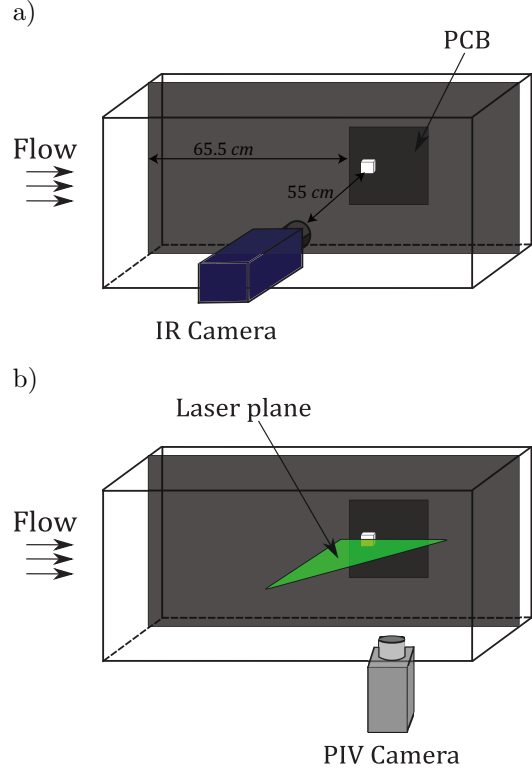 a)
PCB
Flow
65.5 cm
55 cm
IR Camera
b)
Laser plane
Flow
PIV Camera